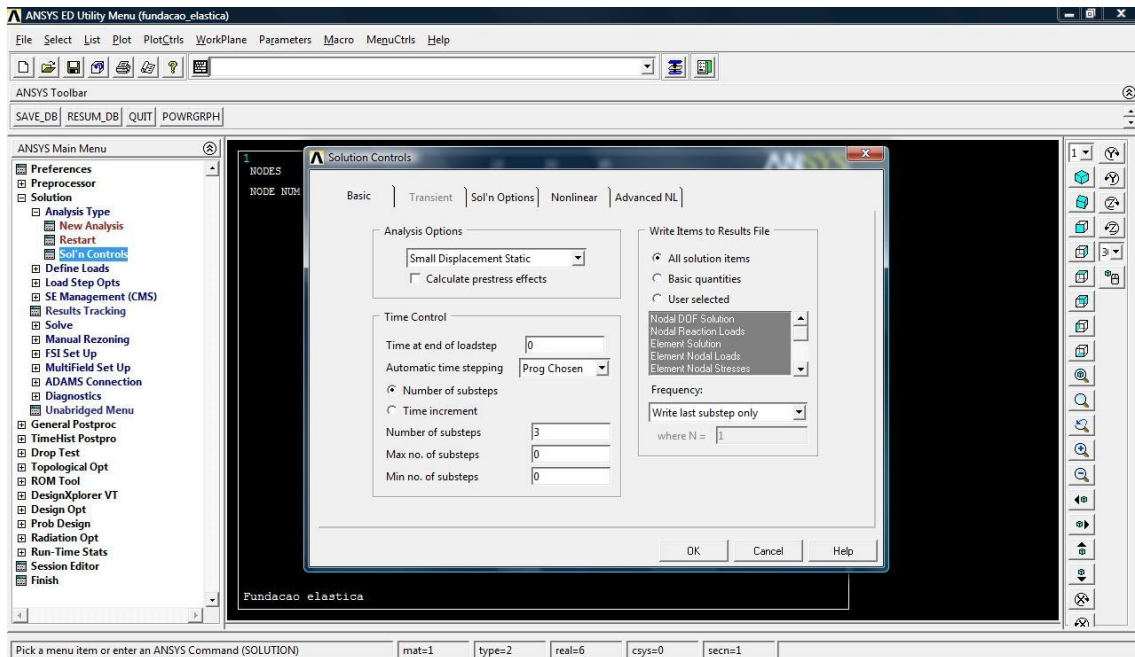 ANSYS ED Utility Menu (fundacao_elastica)
File Select List Plot PlotCtrls WorkPlane Parameters Macro MenuCtrls Help
ANSYS Toolbar
SAVE_DB RESUM_DB QUIT POWRGRPH
ANSYS Main Menu
Preferences
Preprocessor
Solution
Analysis Type
New Analysis
Restart
Sol'n Controls
Define Loads
Load Step Opts
SE Management (CMS)
Results Tracking
Solve
Manual Rezoning
FSI Set Up
MultiField Set Up
ADAMS Connection
Diagnostics
Unabridged Menu
General Postproc
TimeHist Postpro
Drop Test
Topological Opt
ROM Tool
DesignXplorer VT
Design Opt
Prob Design
Radiation Opt
Run-Time Stats
Session Editor
Finish
1
NODES
NODE NUM
Solution Controls
Basic Transient Sol'n Options Nonlinear Advanced NL
Analysis Options
Small Displacement Static
Calculate prestress effects
Time Control
Time at end of loadstep 0
Automatic time stepping Prog Chosen
Number of substeps
Time increment
Number of substeps 3
Max no. of substeps 0
Min no. of substeps 0
Write Items to Results File
All solution items
Basic quantities
User selected
Nodal DOF Solution
Nodal Reaction Loads
Element Solution
Element Nodal Loads
Element Nodal Stresses
Frequency:
Write last substep only
where N = 1
OK Cancel Help
Fundacao elastica
1
3
Pick a menu item or enter an ANSYS Command (SOLUTION) mat=1 type=2 real=6 csys=0 secn=1